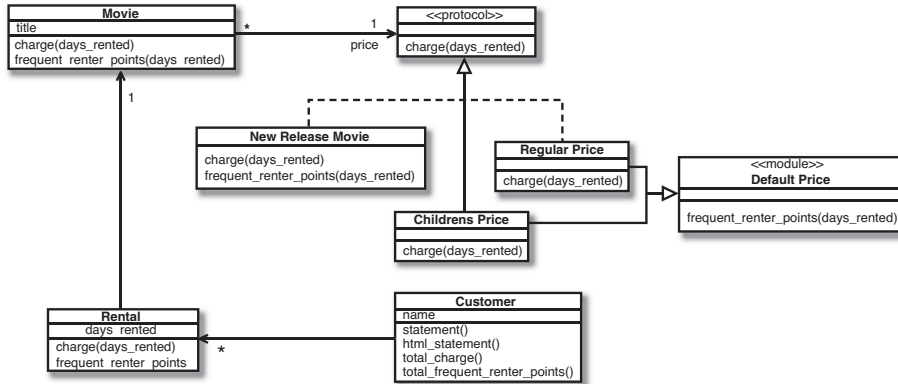 Movie
title
charge(days_rented)
frequent_renter_points(days_rented)
*
1
price
<<protocol>>
charge(days_rented)
1
New Release Movie
charge(days_rented)
frequent_renter_points(days_rented)
Regular Price
charge(days_rented)
<<module>>
Default Price
frequent_renter_points(days_rented)
Childrens Price
charge(days_rented)
Rental
days_rented
charge(days_rented)
frequent_renter_points
*
Customer
name
statement()
html_statement()
total_charge()
total_frequent_renter_points()